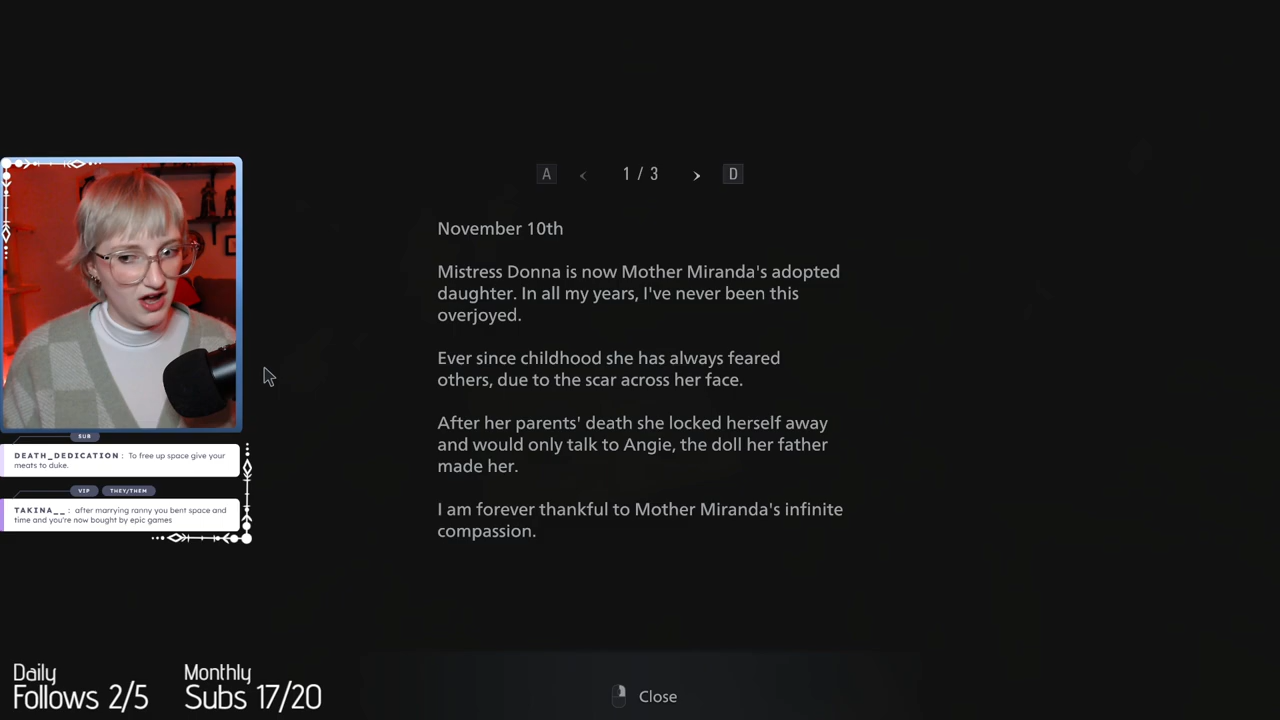 A < 1 / 3 > D
November 10th
Mistress Donna is now Mother Miranda's adopted
daughter. In all my years, I've never been this
overjoyed.
Ever since childhood she has always feared
others, due to the scar across her face.
After her parents' death she locked herself away
and would only talk to Angie, the doll her father
made her.
I am forever thankful to Mother Miranda's infinite
compassion.
SUB
DEATH_DEDICATION : To free up space give your
meats to duke.
VIP THEY/THEM
TAKINA__ : after marrying ranny you bent space and
time and you're now bought by epic games
Daily
Follows 2/5
Monthly
Subs 17/20
Close